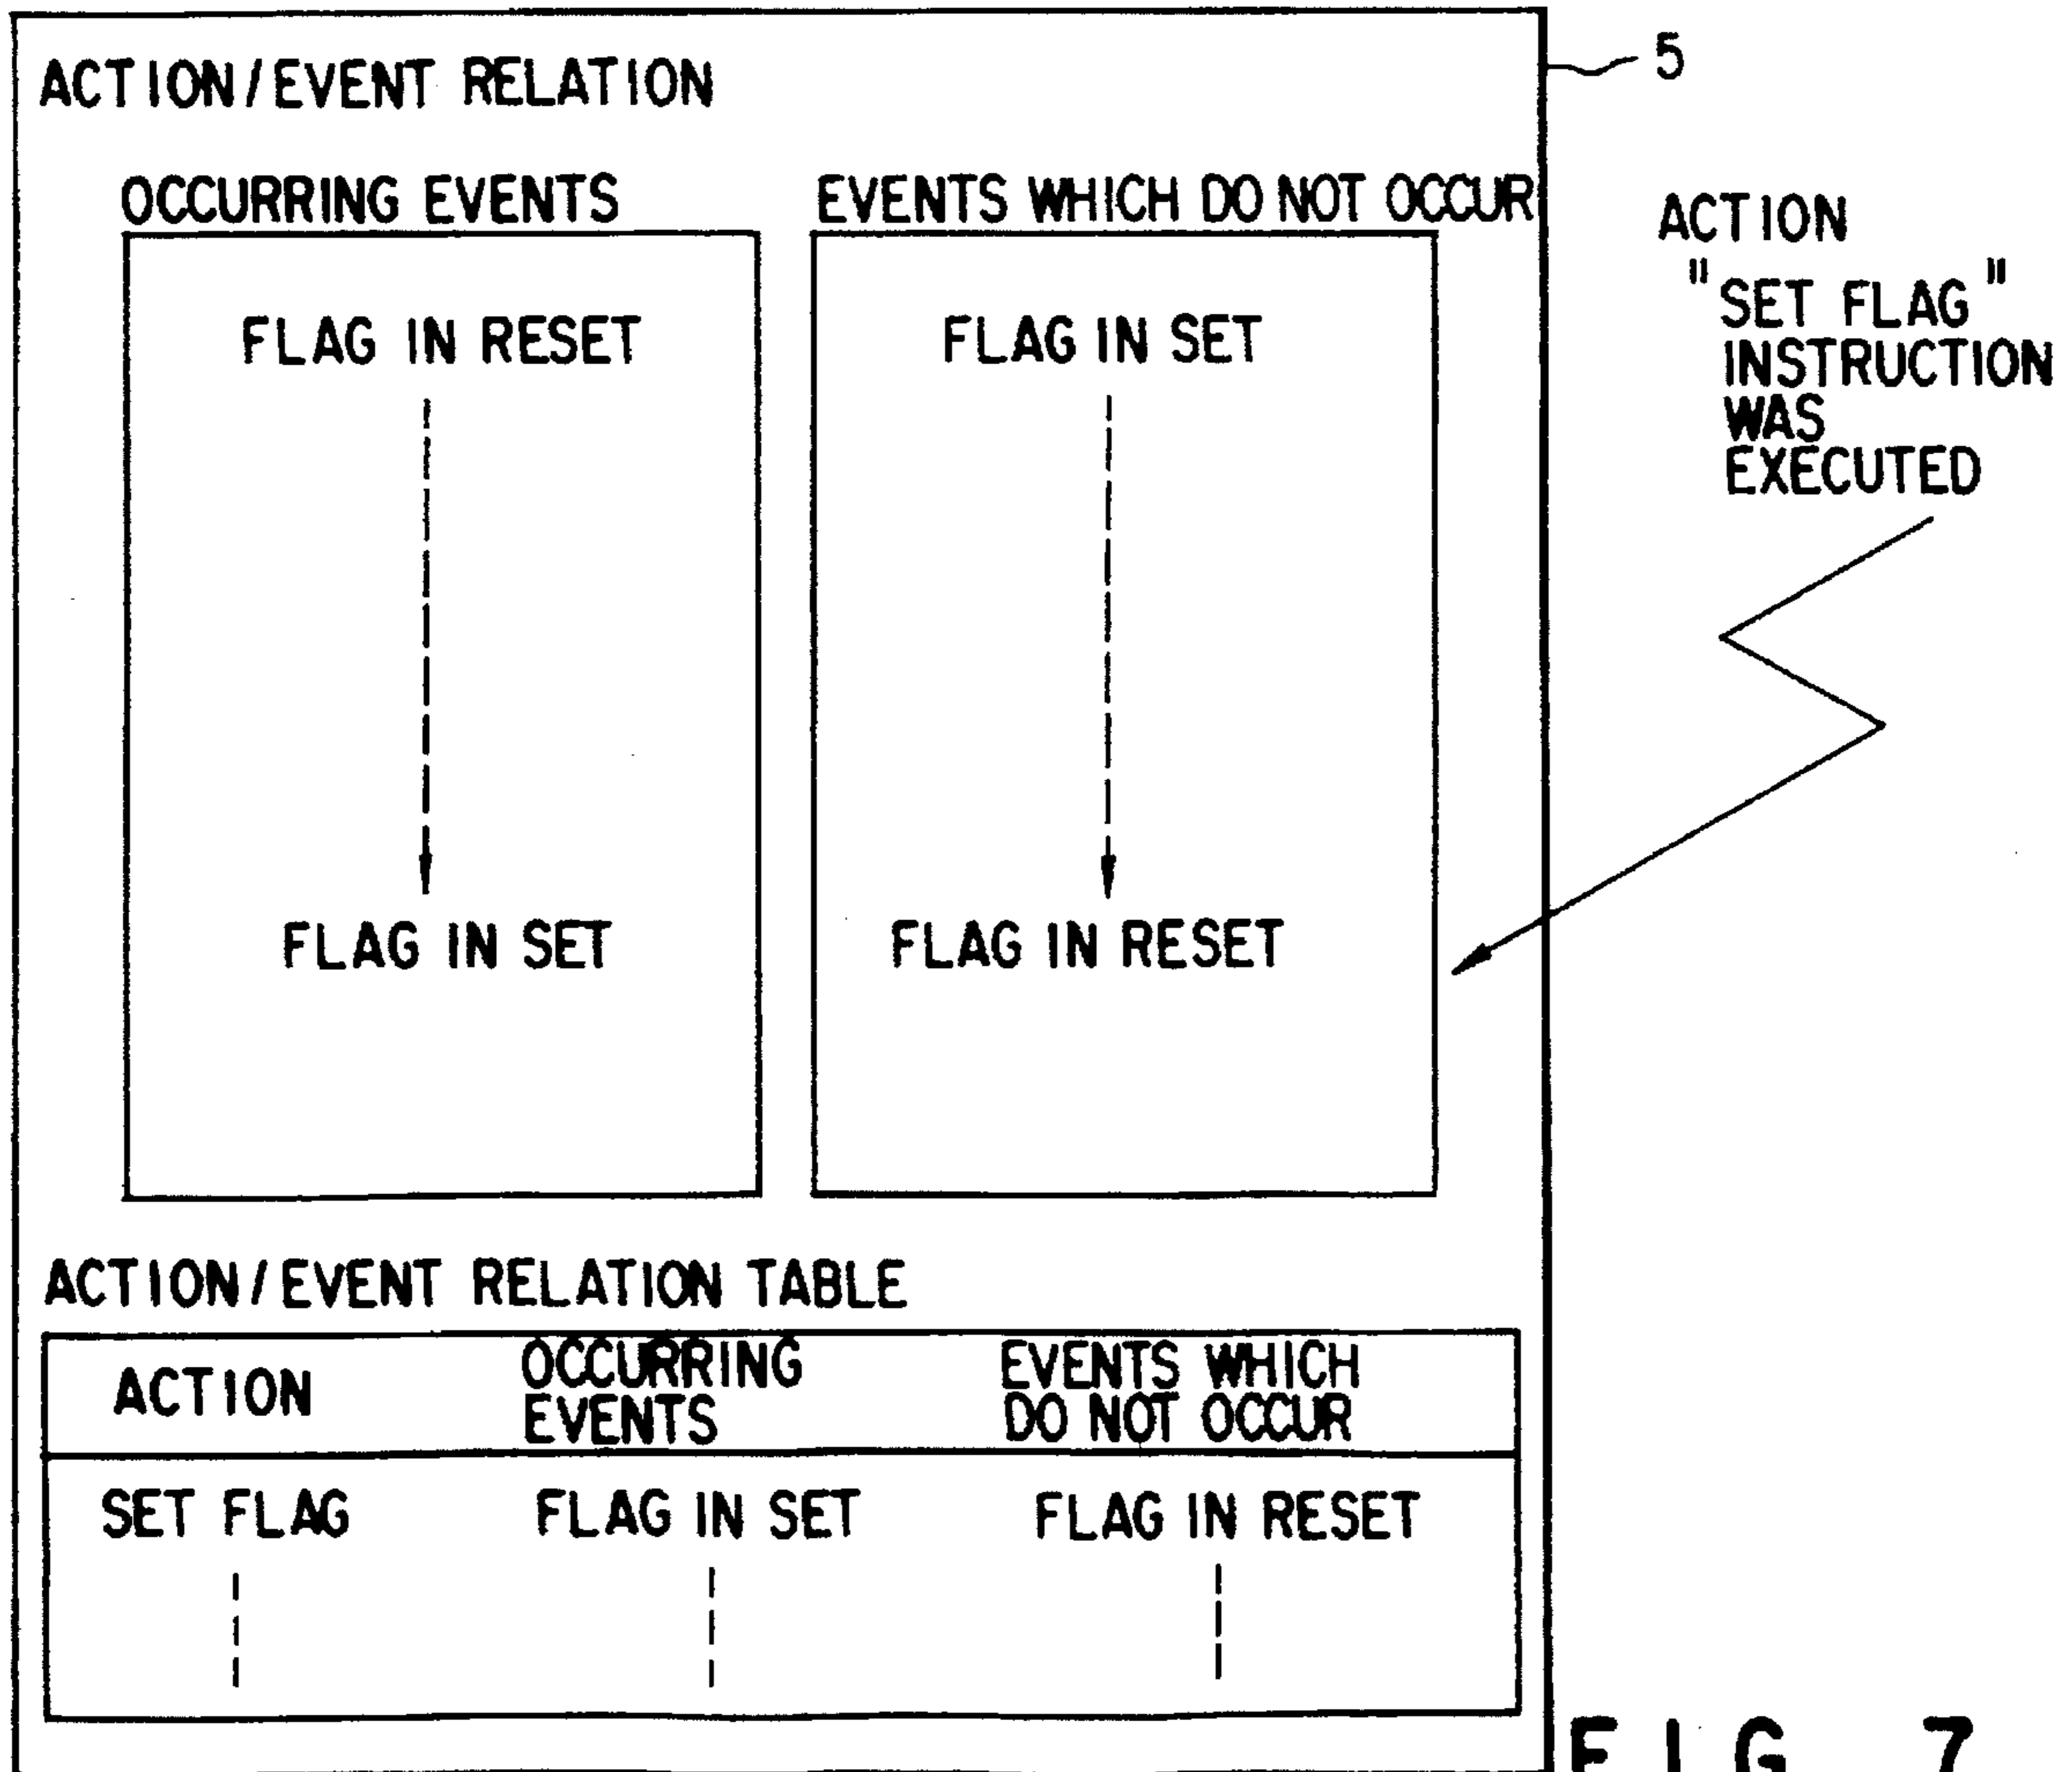 ACTION/EVENT RELATION
5
OCCURRING EVENTS
EVENTS WHICH DO NOT OCCUR
FLAG IN RESET
FLAG IN SET
FLAG IN SET
FLAG IN RESET
ACTION
"SET FLAG"
INSTRUCTION
WAS
EXECUTED
ACTION/EVENT RELATION TABLE
ACTION
OCCURRING
EVENTS
EVENTS WHICH
DO NOT OCCUR
SET FLAG
FLAG IN SET
FLAG IN RESET
FIG 7